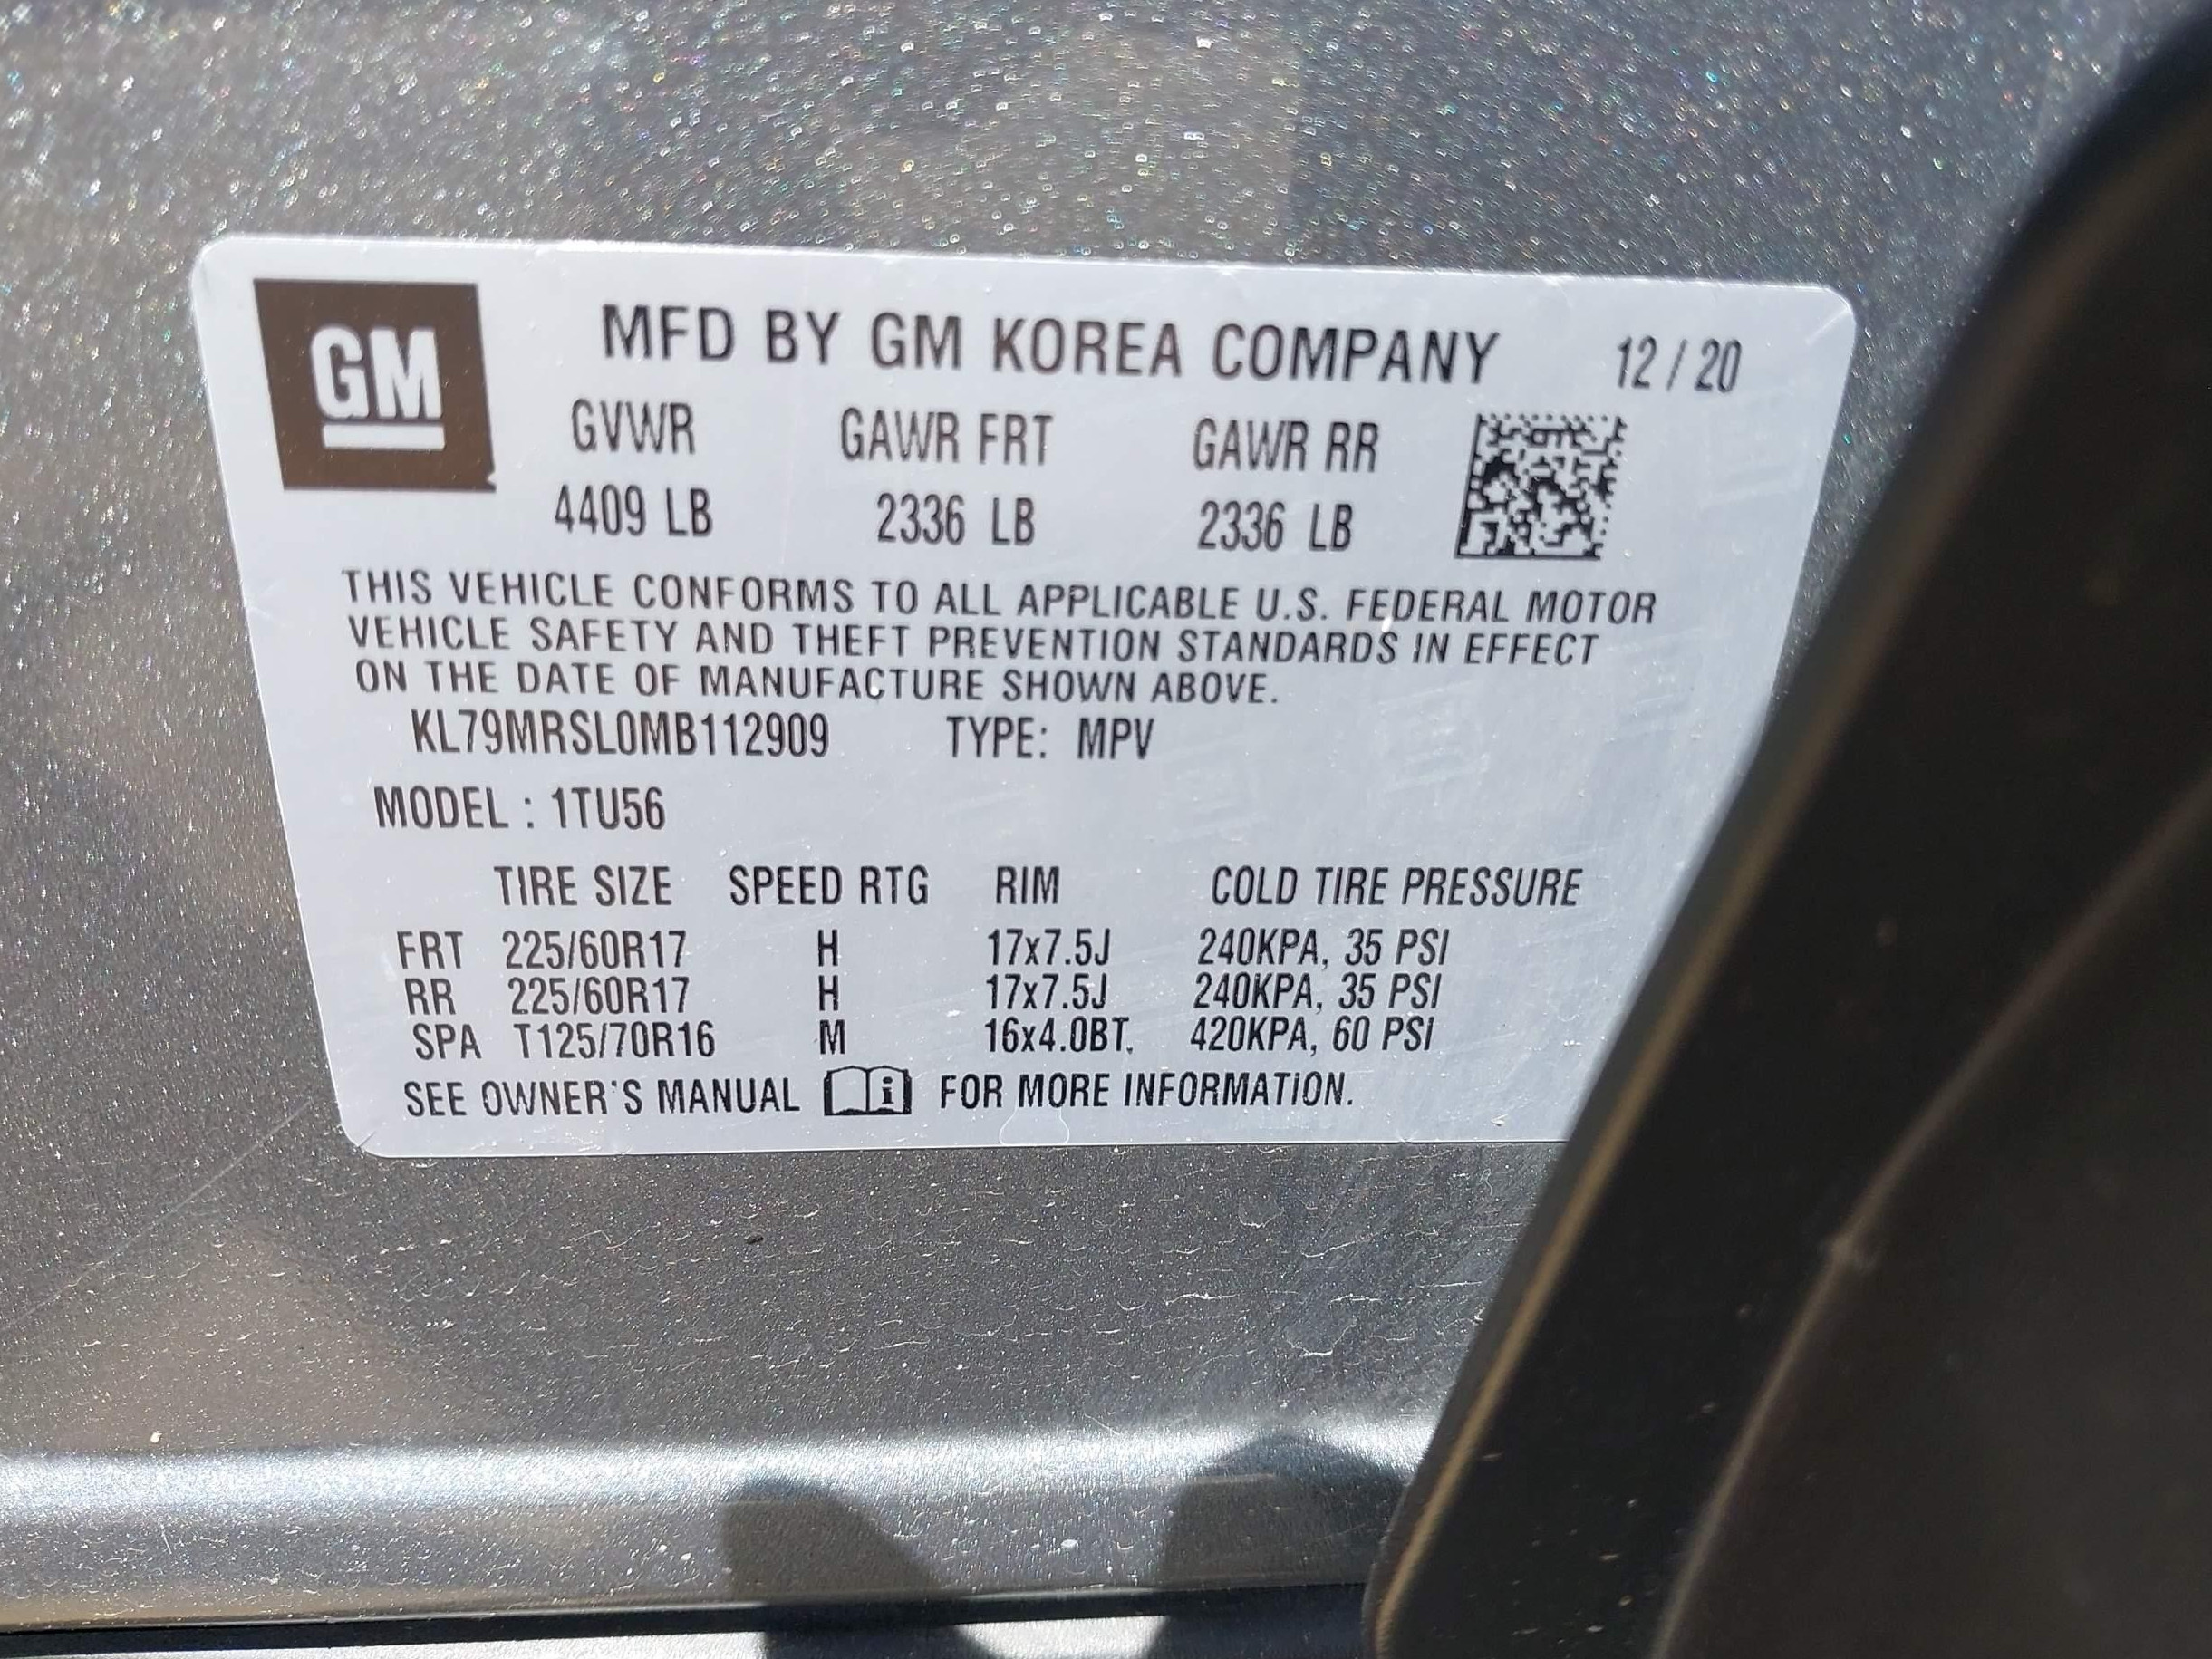 GM
MFD BY GM KOREA COMPANY 12 / 20
GVWR GAWR FRT GAWR RR
4409 LB 2336 LB 2336 LB
THIS VEHICLE CONFORMS TO ALL APPLICABLE U.S. FEDERAL MOTOR
VEHICLE SAFETY AND THEFT PREVENTION STANDARDS IN EFFECT
ON THE DATE OF MANUFACTURE SHOWN ABOVE.
KL79MRSL0MB112909 TYPE: MPV
MODEL : 1TU56
TIRE SIZE SPEED RTG RIM COLD TIRE PRESSURE
FRT 225/60R17 H 17x7.5J 240KPA, 35 PSI
RR 225/60R17 H 17x7.5J 240KPA, 35 PSI
SPA T125/70R16 M 16x4.0BT. 420KPA, 60 PSI
SEE OWNER'S MANUAL i FOR MORE INFORMATION.